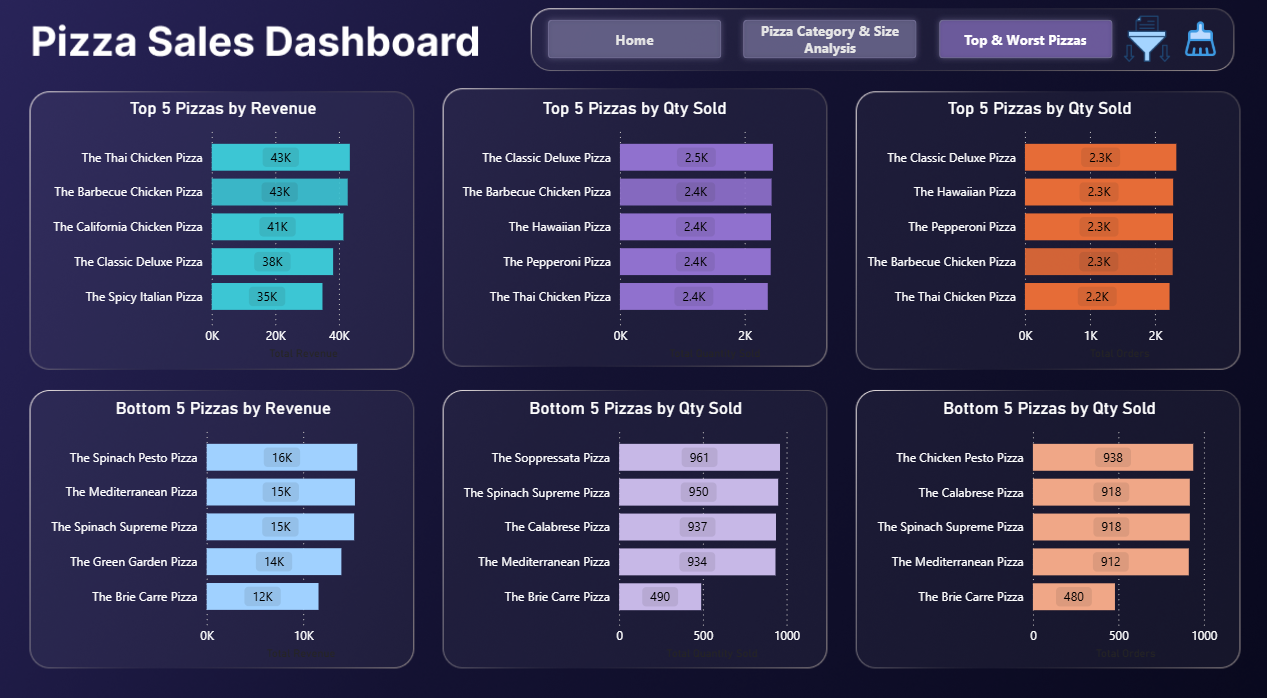 Pizza Sales Dashboard
Home
Pizza Category & Size
Analysis
Top & Worst Pizzas
Top 5 Pizzas by Revenue
The Thai Chicken Pizza 43K
The Barbecue Chicken Pizza 43K
The California Chicken Pizza 41K
The Classic Deluxe Pizza 38K
The Spicy Italian Pizza 35K
0K 20K 40K
Total Revenue
Top 5 Pizzas by Qty Sold
The Classic Deluxe Pizza 2.5K
The Barbecue Chicken Pizza 2.4K
The Hawaiian Pizza 2.4K
The Pepperoni Pizza 2.4K
The Thai Chicken Pizza 2.4K
0K 2K
Total Quantity Sold
Top 5 Pizzas by Qty Sold
The Classic Deluxe Pizza 2.3K
The Hawaiian Pizza 2.3K
The Pepperoni Pizza 2.3K
The Barbecue Chicken Pizza 2.3K
The Thai Chicken Pizza 2.2K
0K 1K 2K
Total Orders
Bottom 5 Pizzas by Revenue
The Spinach Pesto Pizza 16K
The Mediterranean Pizza 15K
The Spinach Supreme Pizza 15K
The Green Garden Pizza 14K
The Brie Carre Pizza 12K
0K 10K
Total Revenue
Bottom 5 Pizzas by Qty Sold
The Soppressata Pizza 961
The Spinach Supreme Pizza 950
The Calabrese Pizza 937
The Mediterranean Pizza 934
The Brie Carre Pizza 490
0 500 1000
Total Quantity Sold
Bottom 5 Pizzas by Qty Sold
The Chicken Pesto Pizza 938
The Calabrese Pizza 918
The Spinach Supreme Pizza 918
The Mediterranean Pizza 912
The Brie Carre Pizza 480
0 500 1000
Total Orders